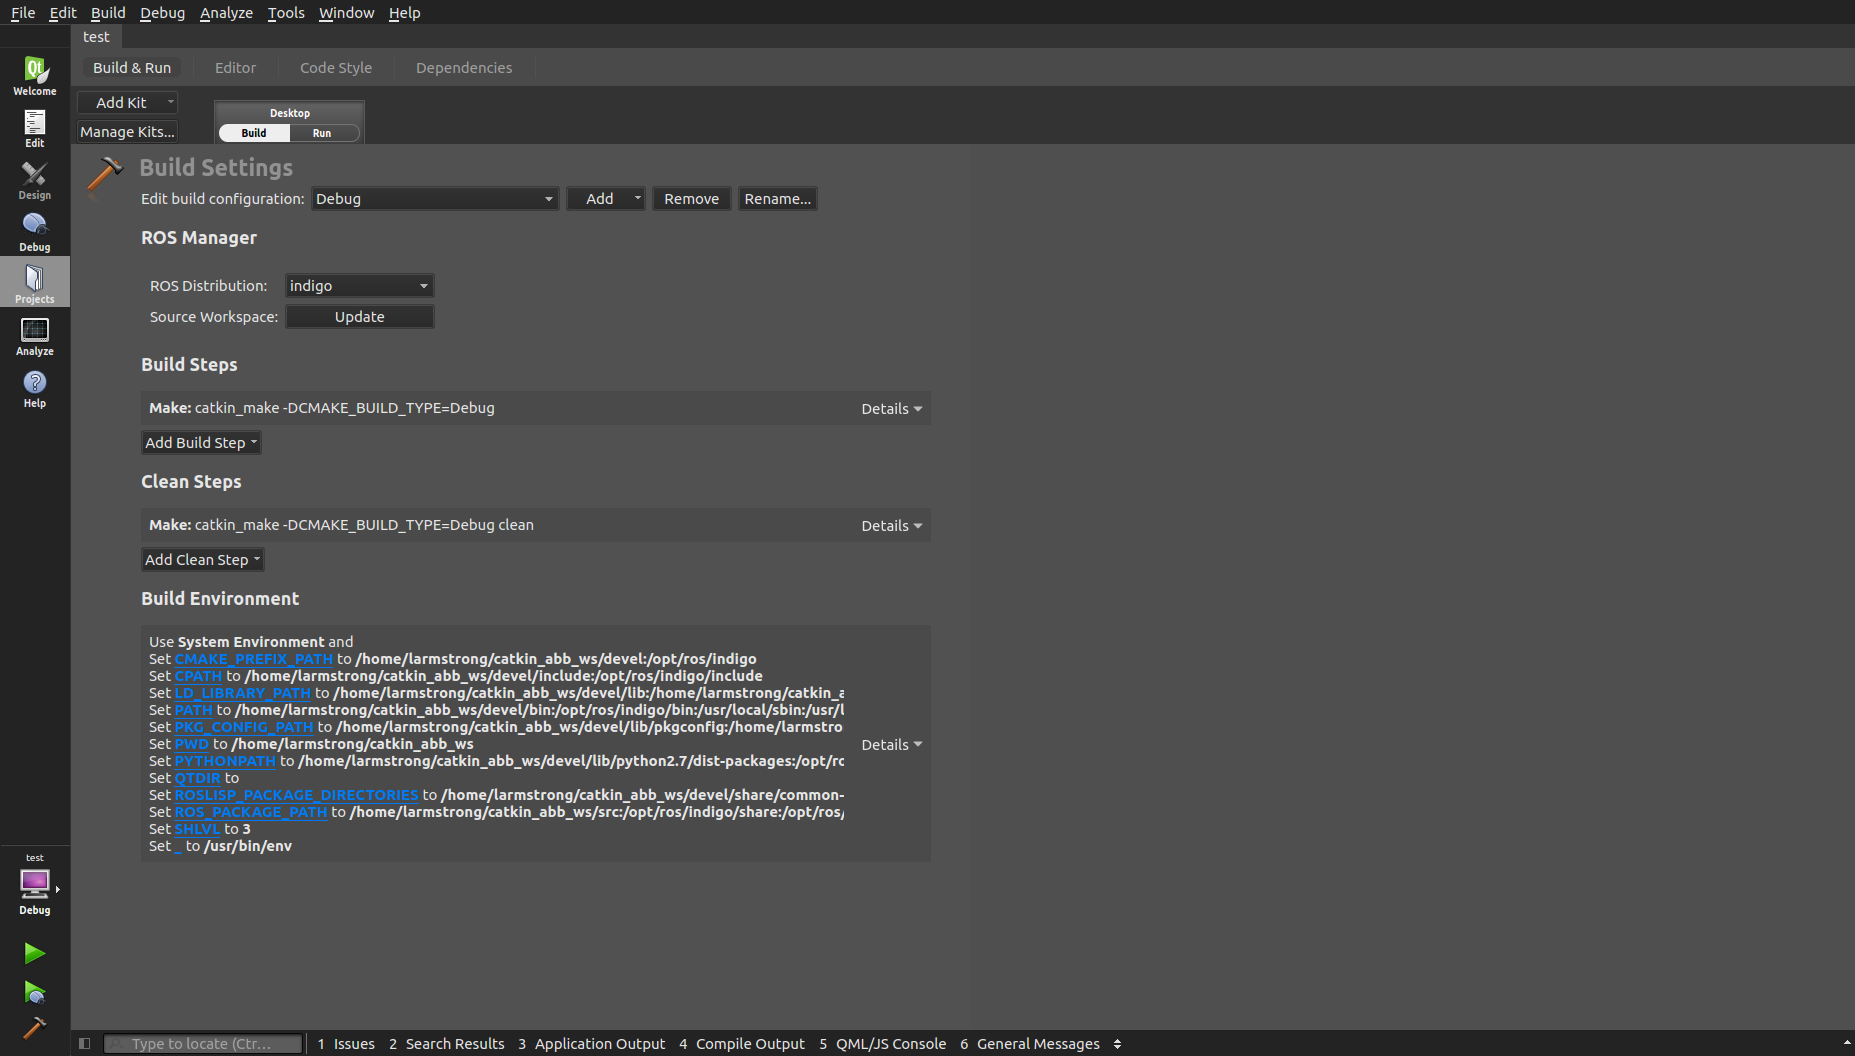 File Edit Build Debug Analyze Tools Window Help
test
Build & Run Editor Code Style Dependencies
Add Kit
Manage Kits...
Desktop
Build Run
Welcome
Edit
Design
Debug
Projects
Analyze
Help
Build Settings
Edit build configuration: Debug Add Remove Rename...
ROS Manager
ROS Distribution: indigo
Source Workspace: Update
Build Steps
Make: catkin_make -DCMAKE_BUILD_TYPE=Debug Details
Add Build Step
Clean Steps
Make: catkin_make -DCMAKE_BUILD_TYPE=Debug clean Details
Add Clean Step
Build Environment
Use System Environment and
Set CMAKE_PREFIX_PATH to /home/larmstrong/catkin_abb_ws/devel:/opt/ros/indigo
Set CPATH to /home/larmstrong/catkin_abb_ws/devel/include:/opt/ros/indigo/include
Set LD_LIBRARY_PATH to /home/larmstrong/catkin_abb_ws/devel/lib:/home/larmstrong/catkin_a
Set PATH to /home/larmstrong/catkin_abb_ws/devel/bin:/opt/ros/indigo/bin:/usr/local/sbin:/usr/l
Set PKG_CONFIG_PATH to /home/larmstrong/catkin_abb_ws/devel/lib/pkgconfig:/home/larmstro
Set PWD to /home/larmstrong/catkin_abb_ws
Details
Set PYTHONPATH to /home/larmstrong/catkin_abb_ws/devel/lib/python2.7/dist-packages:/opt/ro
Set QTDIR to
Set ROSLISP_PACKAGE_DIRECTORIES to /home/larmstrong/catkin_abb_ws/devel/share/common-
Set ROS_PACKAGE_PATH to /home/larmstrong/catkin_abb_ws/src:/opt/ros/indigo/share:/opt/ros/
Set SHLVL to 3
Set _ to /usr/bin/env
test
Debug
Type to locate (Ctr... 1 Issues 2 Search Results 3 Application Output 4 Compile Output 5 QML/JS Console 6 General Messages